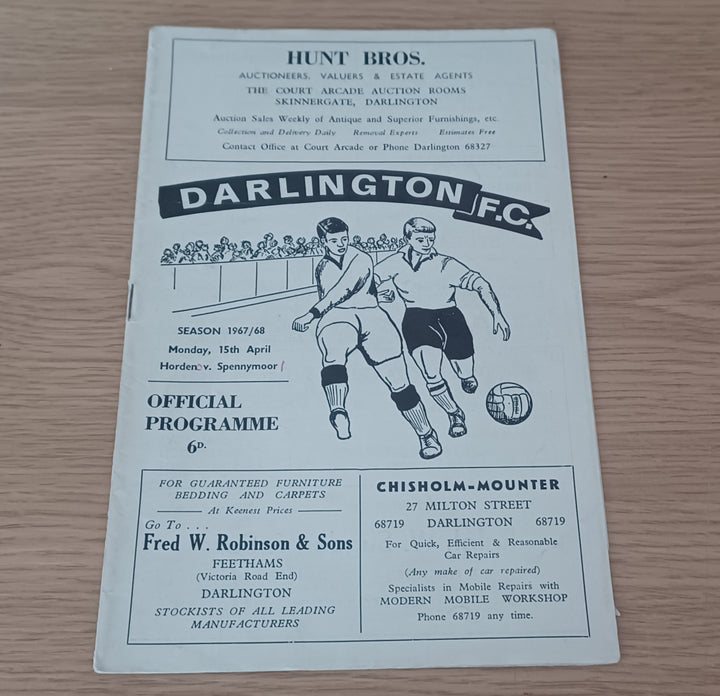 HUNT BROS.
AUCTIONEERS, VALUERS & ESTATE AGENTS
THE COURT ARCADE AUCTION ROOMS
SKINNERGATE, DARLINGTON
Auction Sales Weekly of Antique and Superior Furnishings, etc.
Collection and Delivery Daily Removal Experts Estimates Free
Contact Office at Court Arcade or Phone Darlington 68327
DARLINGTON F.C.
SEASON 1967/68
Monday, 15th April
Horden 0 v. Spennymoor 1
OFFICIAL
PROGRAMME
6D.
FOR GUARANTEED FURNITURE
BEDDING AND CARPETS
At Keenest Prices
Go To . . .
Fred W. Robinson & Sons
FEETHAMS
(Victoria Road End)
DARLINGTON
STOCKISTS OF ALL LEADING
MANUFACTURERS
CHISHOLM-MOUNTER
27 MILTON STREET
68719 DARLINGTON 68719
For Quick, Efficient & Reasonable
Car Repairs
(Any make of car repaired)
Specialists in Mobile Repairs with
MODERN MOBILE WORKSHOP
Phone 68719 any time.